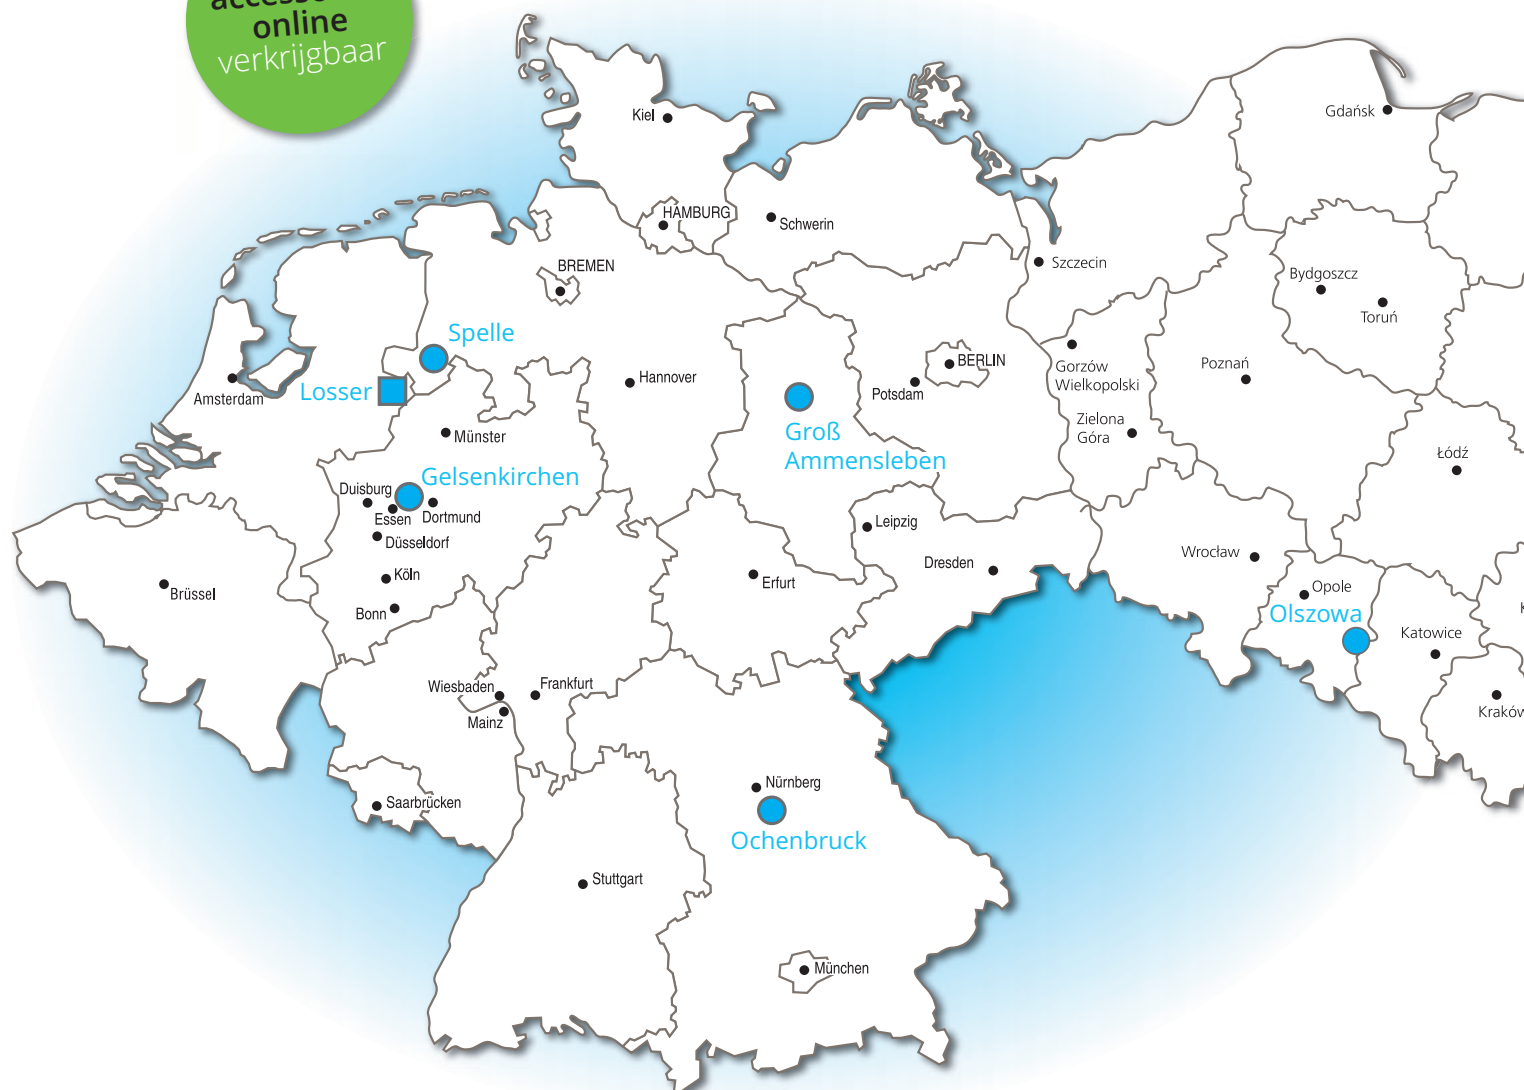 online
verkrijgbaar
Kiel
Gdańsk
HAMBURG
Schwerin
BREMEN
Szczecin
Bydgoszcz
Toruń
Spelle
Losser
Amsterdam
Hannover
BERLIN
Potsdam
Gorzów
Wielkopolski
Poznań
Zielona
Góra
Groß
Ammensleben
Münster
Łódź
Gelsenkirchen
Duisburg
Essen
Dortmund
Düsseldorf
Leipzig
Wrocław
Köln
Brüssel
Bonn
Erfurt
Dresden
Opole
Olszowa
Katowice
Wiesbaden
Frankfurt
Mainz
Kraków
Saarbrücken
Nürnberg
Ochenbruck
Stuttgart
München